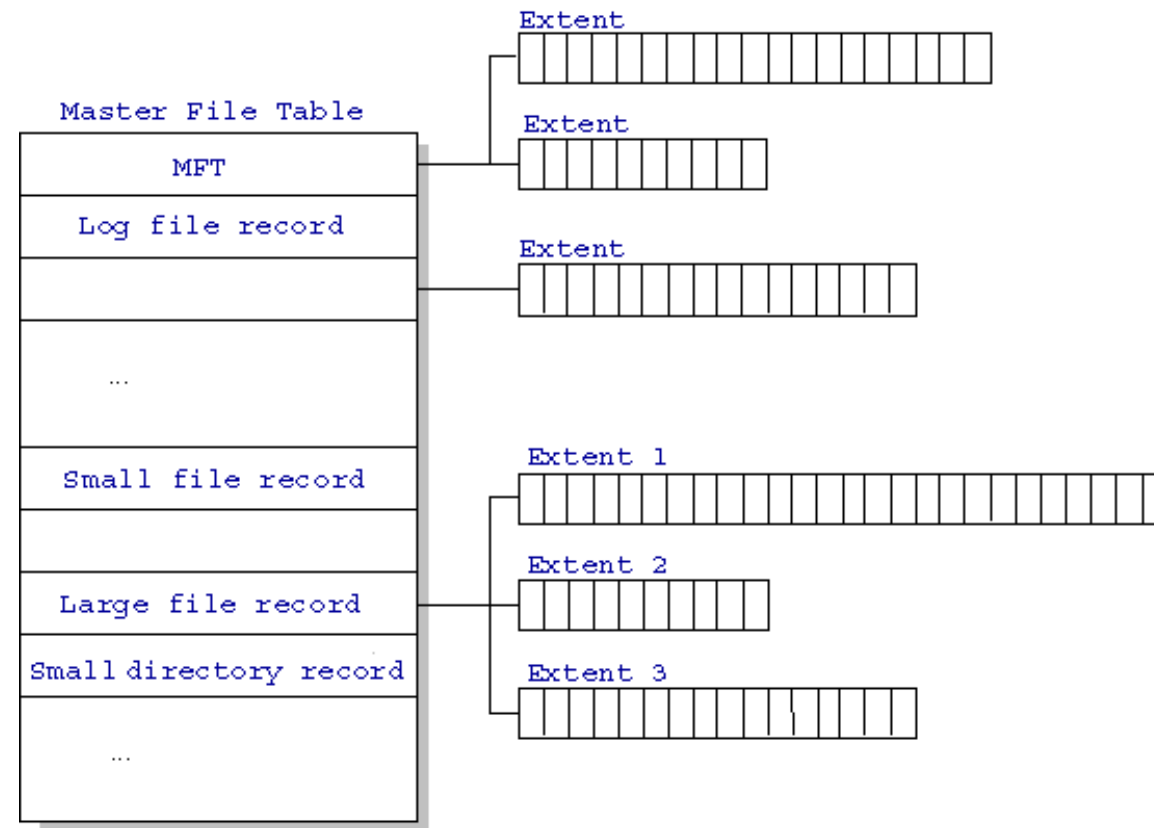 Extent
Master File Table
Extent
MFT
Log file record
Extent
...
Extent 1
Small file record
Extent 2
Large file record
Small directory record
Extent 3
...